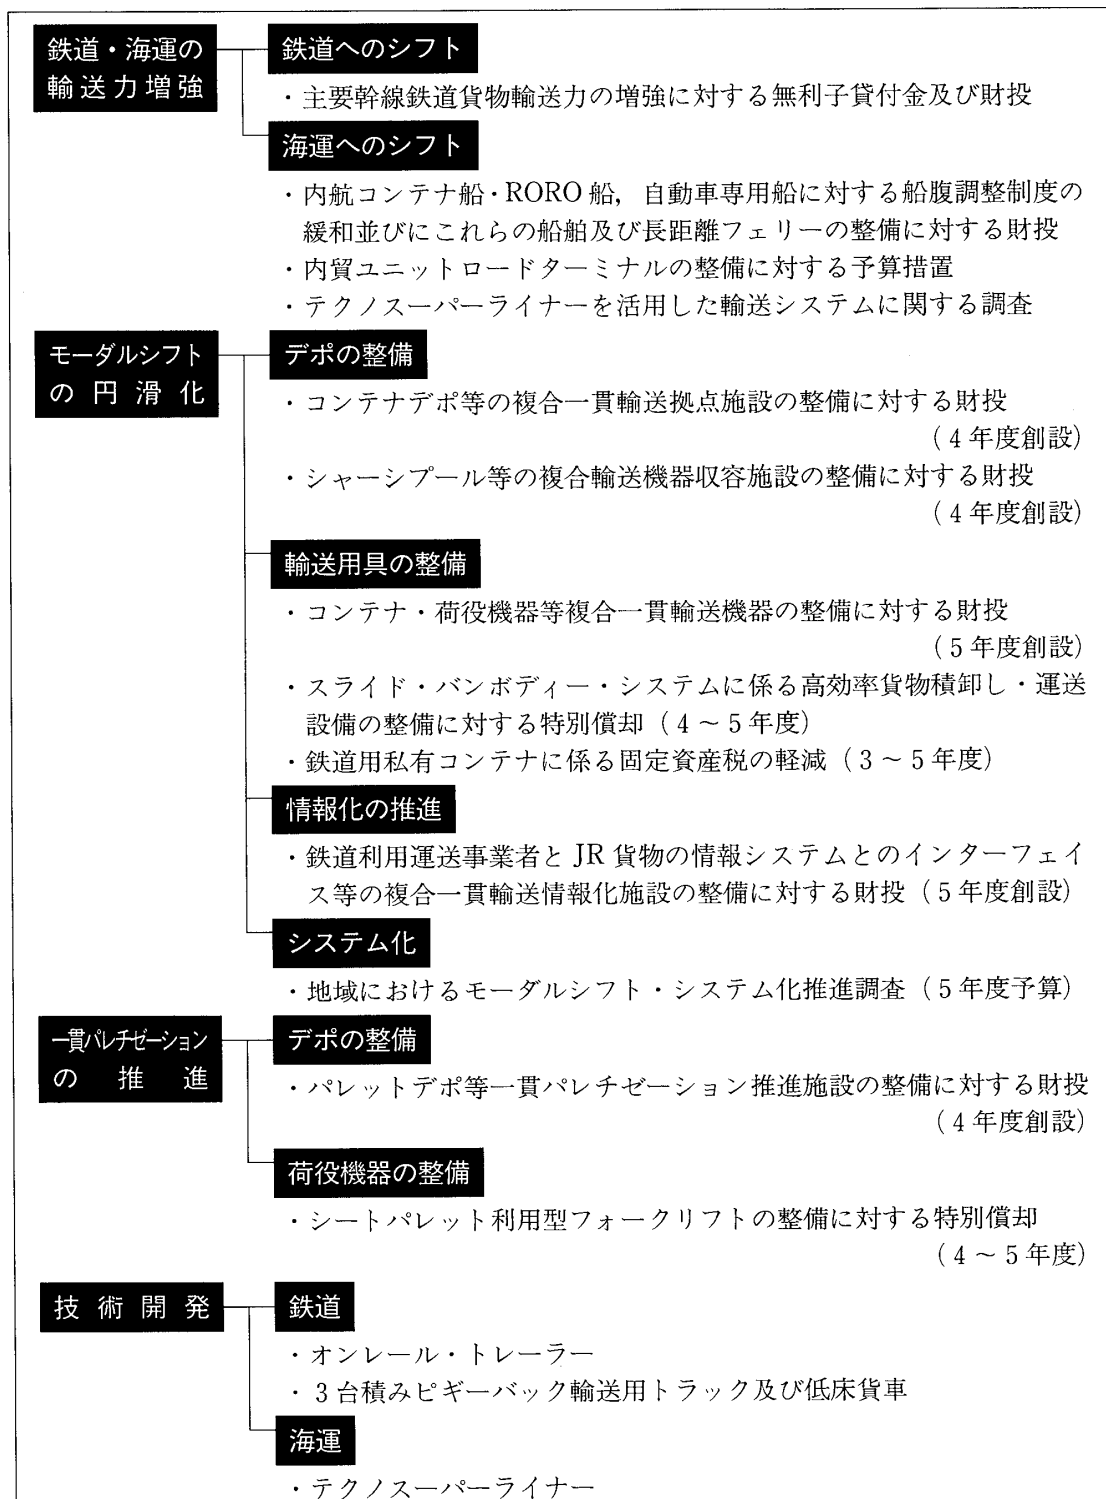 鉄道・海運の
輸送力増強
鉄道へのシフト
・主要幹線鉄道貨物輸送力の増強に対する無利子貸付金及び財投
海運へのシフト
・内航コンテナ船・RORO船，自動車専用船に対する船腹調整制度の
緩和並びにこれらの船舶及び長距離フェリーの整備に対する財投
・内貿ユニットロードターミナルの整備に対する予算措置
・テクノスーパーライナーを活用した輸送システムに関する調査
モーダルシフト
の円滑化
デポの整備
・コンテナデポ等の複合一貫輸送拠点施設の整備に対する財投
（4年度創設）
・シャーシプール等の複合輸送機器収容施設の整備に対する財投
（4年度創設）
輸送用具の整備
・コンテナ・荷役機器等複合一貫輸送機器の整備に対する財投
（5年度創設）
・スライド・バンボディー・システムに係る高効率貨物積卸し・運送
設備の整備に対する特別償却（4～5年度）
・鉄道用私有コンテナに係る固定資産税の軽減（3～5年度）
情報化の推進
・鉄道利用運送事業者とJR貨物の情報システムとのインターフェイ
ス等の複合一貫輸送情報化施設の整備に対する財投（5年度創設）
システム化
・地域におけるモーダルシフト・システム化推進調査（5年度予算）
一貫パレチゼーション
の推進
デポの整備
・パレットデポ等一貫パレチゼーション推進施設の整備に対する財投
（4年度創設）
荷役機器の整備
・シートパレット利用型フォークリフトの整備に対する特別償却
（4～5年度）
技術開発
鉄道
・オンレール・トレーラー
・3台積みピギーバック輸送用トラック及び低床貨車
海運
・テクノスーパーライナー